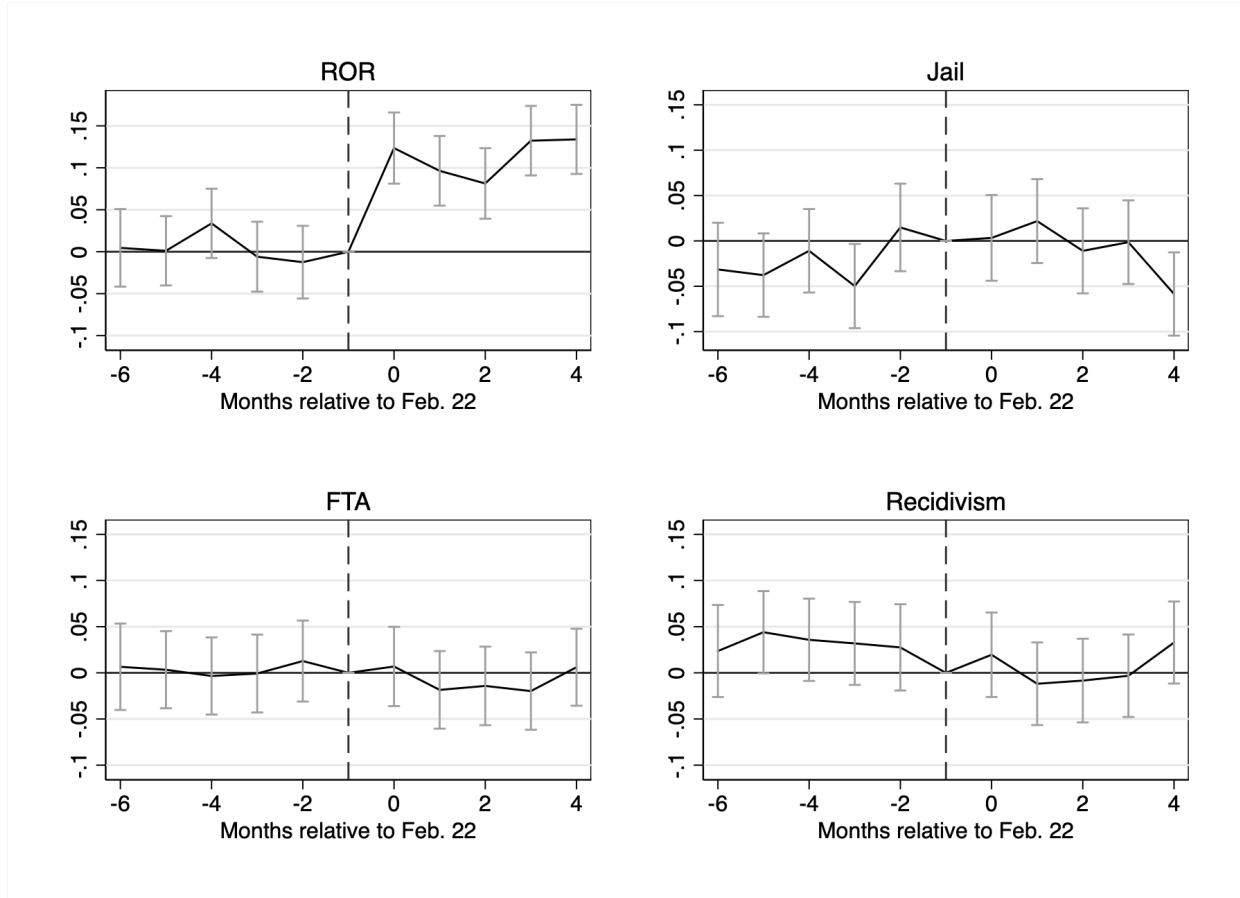 ROR
.15
.1
.05
0
-.05
-.1
-6 -4 -2 0 2 4
Months relative to Feb. 22
Jail
.15
.1
.05
0
-.05
-.1
-6 -4 -2 0 2 4
Months relative to Feb. 22
FTA
.15
.1
.05
0
-.05
-.1
-6 -4 -2 0 2 4
Months relative to Feb. 22
Recidivism
.15
.1
.05
0
-.05
-.1
-6 -4 -2 0 2 4
Months relative to Feb. 22